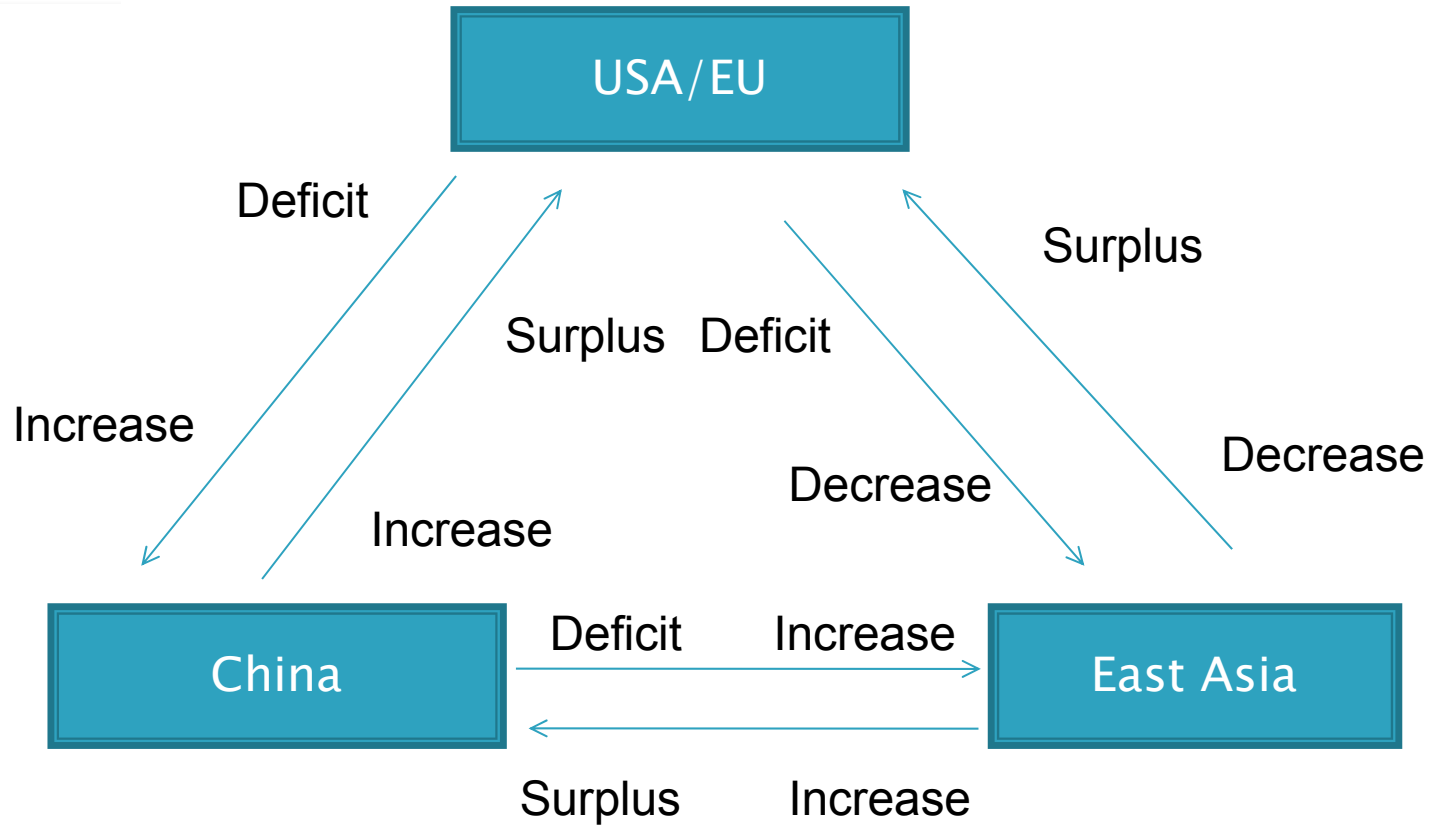 USA/EU
Deficit
Surplus
Surplus Deficit
Increase
Decrease
Decrease
Increase
Deficit Increase
China
East Asia
Surplus Increase